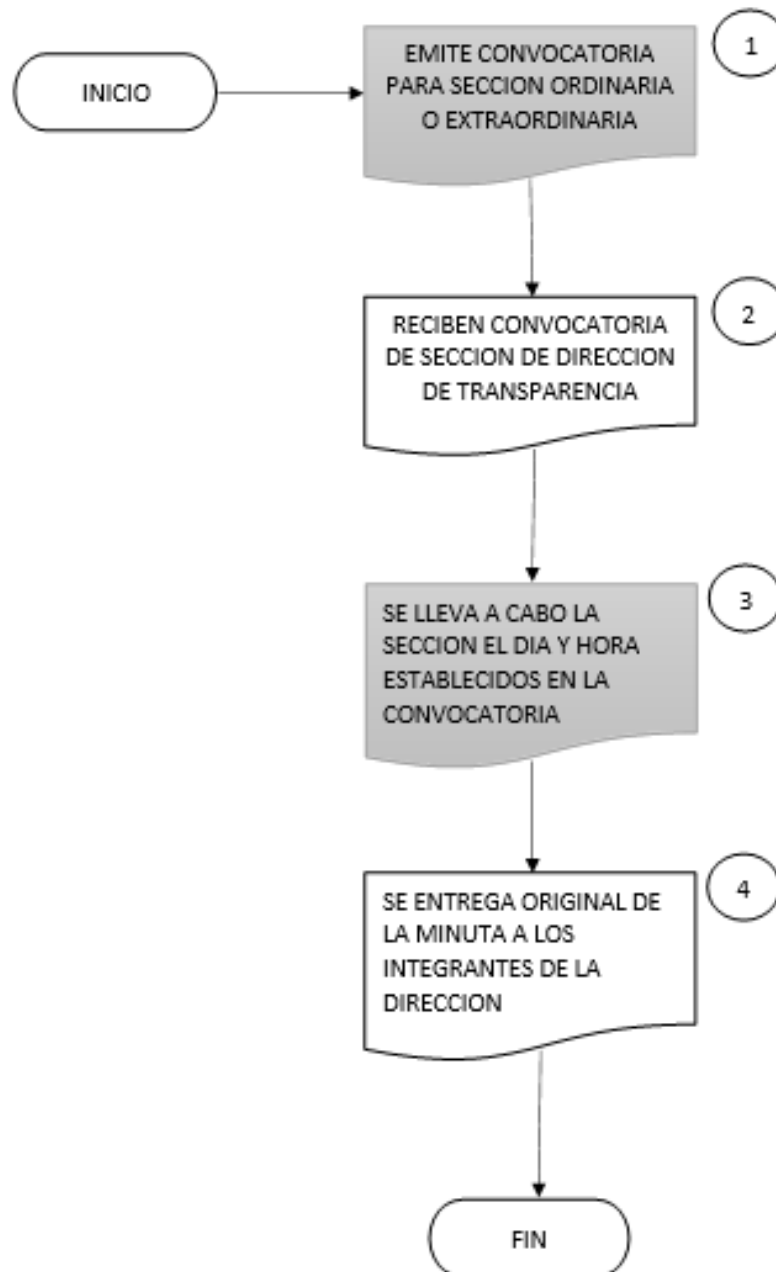 INICIO
EMITE CONVOCATORIA
PARA SECCION ORDINARIA
O EXTRAORDINARIA
1
RECIBEN CONVOCATORIA
DE SECCION DE DIRECCION
DE TRANSPARENCIA
2
SE LLEVA A CABO LA
SECCION EL DIA Y HORA
ESTABLECIDOS EN LA
CONVOCATORIA
3
SE ENTREGA ORIGINAL DE
LA MINUTA A LOS
INTEGRANTES DE LA
DIRECCION
4
FIN